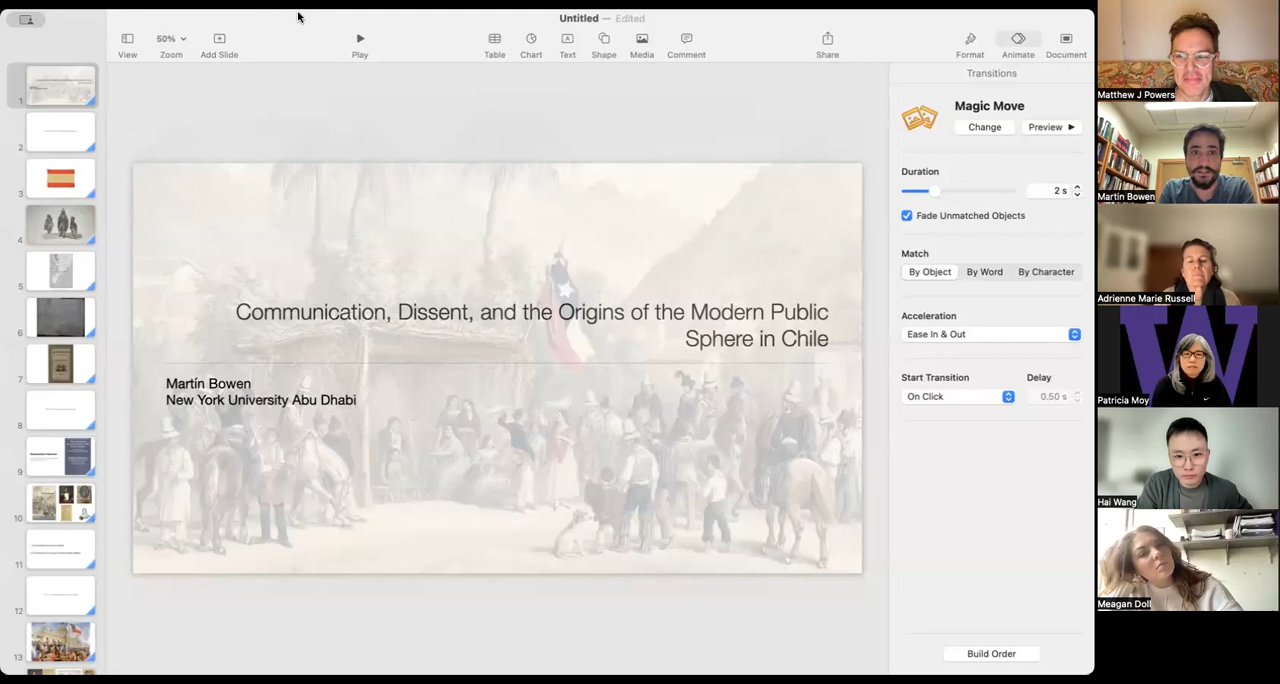 Untitled — Edited
View
50%
Zoom
Add Slide
Play
Table
Chart
Text
Shape
Media
Comment
Share
Format
Animate
Document
1
2
3
4
5
6
7
8
9
10
11
12
13
Communication, Dissent, and the Origins of the Modern Public
Sphere in Chile
Martín Bowen
New York University Abu Dhabi
Transitions
Magic Move
Change
Preview
Duration
2 s
Fade Unmatched Objects
Match
By Object
By Word
By Character
Acceleration
Ease In & Out
Start Transition
Delay
On Click
0.50 s
Build Order
Matthew J Powers
Martín Bowen
Adrienne Marie Russell
W
Patricia Moy
Hai Wang
Meagan Doll